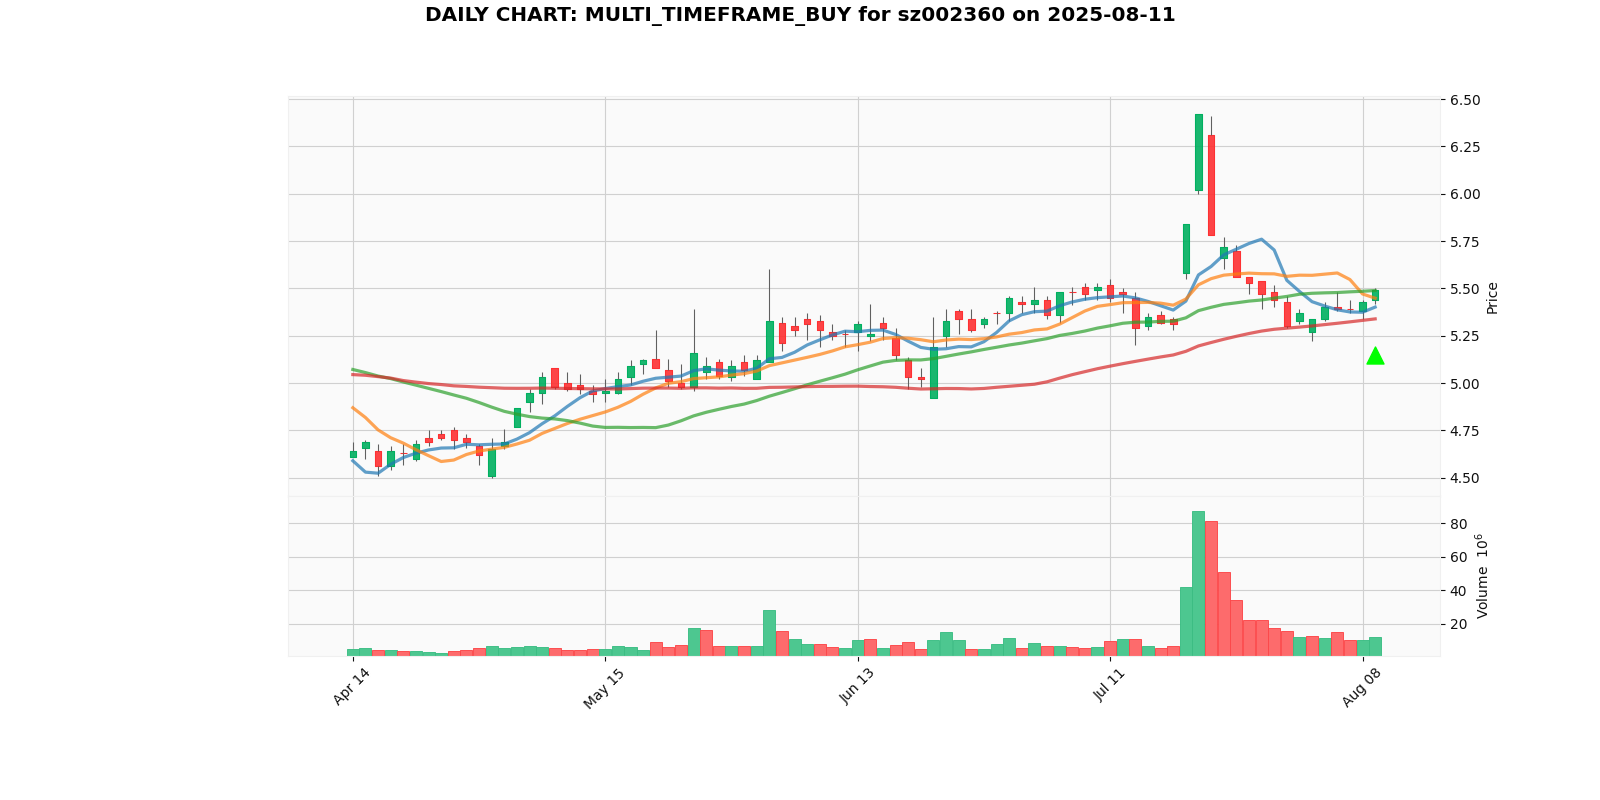 DAILY CHART: MULTI_TIMEFRAME_BUY for sz002360 on 2025-08-11
6.50
6.25
6.00
5.75
5.50
5.25
5.00
4.75
4.50
Price
80
60
40
20
Volume 10⁶
Apr 14
May 15
Jun 13
Jul 11
Aug 08